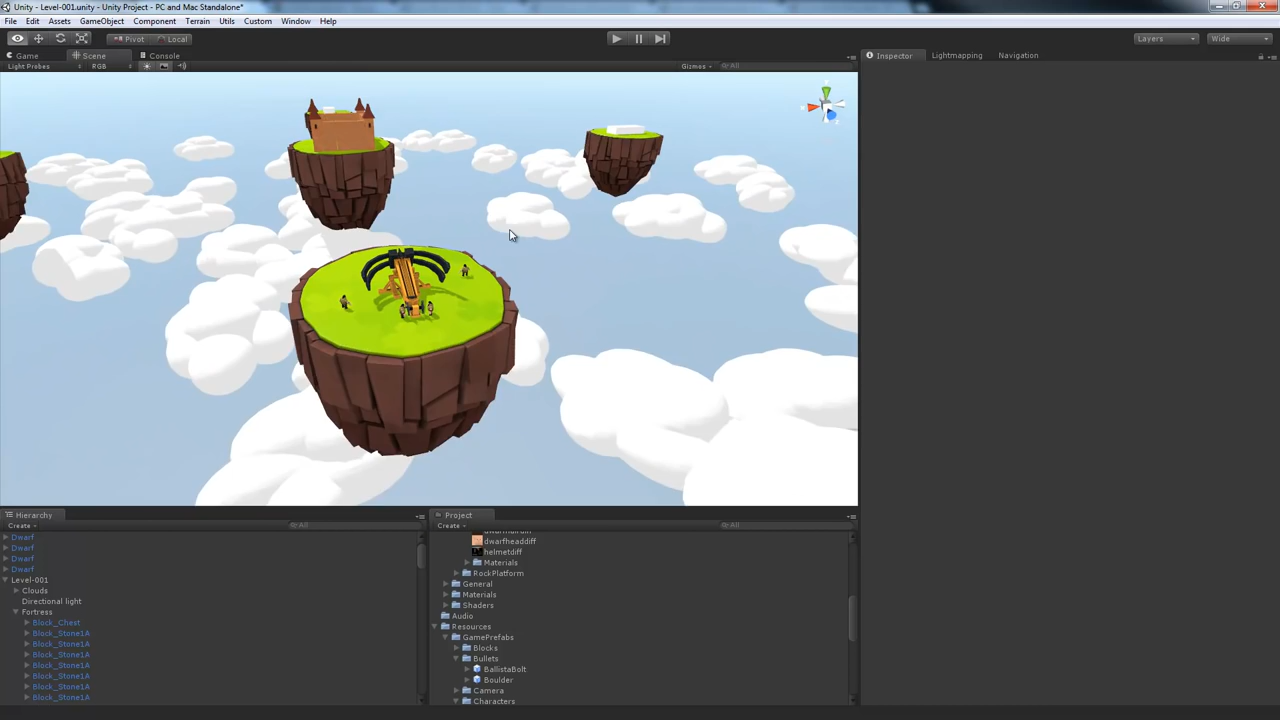 Unity - Level-001.unity - Unity Project - PC and Mac Standalone*
File Edit Assets GameObject Component Terrain Utils Custom Window Help
Pivot Local Layers Wide
Game Scene Console Inspector Lightmapping Navigation
Light Probes RGB Gizmos All
Hierarchy Project
Create All Create All
Dwarf
Dwarf
Dwarf
Dwarf
Level-001
Clouds
Directional light
Fortress
Block_Chest
Block_Stone1A
Block_Stone1A
Block_Stone1A
Block_Stone1A
Block_Stone1A
Block_Stone1A
Block_Stone1A
dwarfheaddiff
helmetdiff
Materials
RockPlatform
General
Materials
Shaders
Audio
Resources
GamePrefabs
Blocks
Bullets
BallistaBolt
Boulder
Camera
Characters